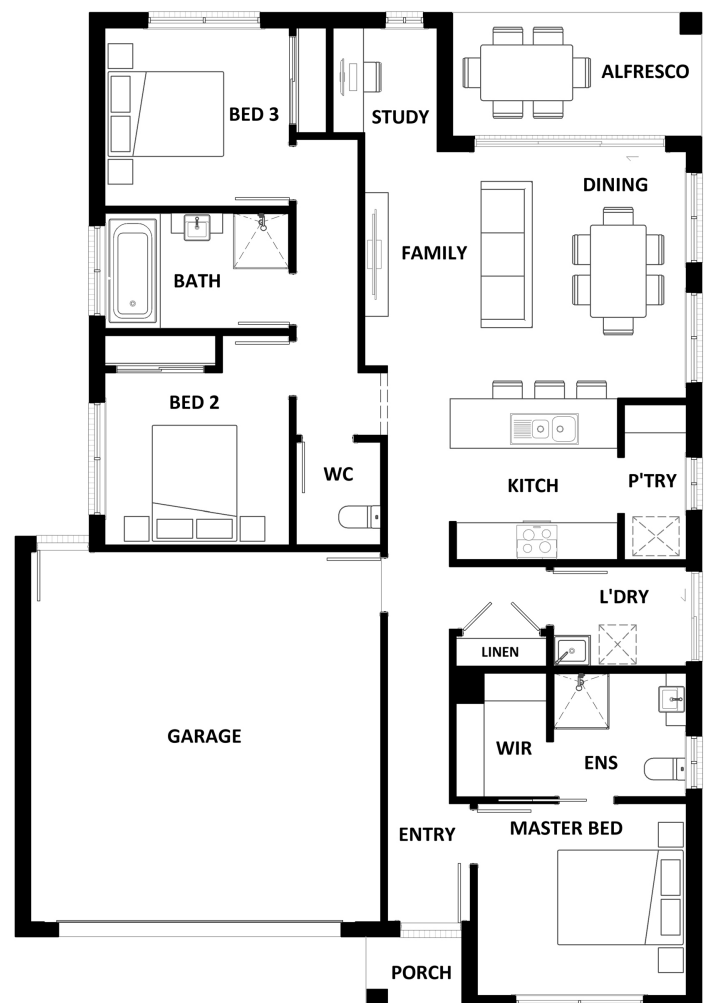 ALFRESCO
BED 3
STUDY
DINING
FAMILY
BATH
BED 2
WC
KITCH
P'TRY
L'DRY
LINEN
GARAGE
WIR
ENS
ENTRY
MASTER BED
PORCH